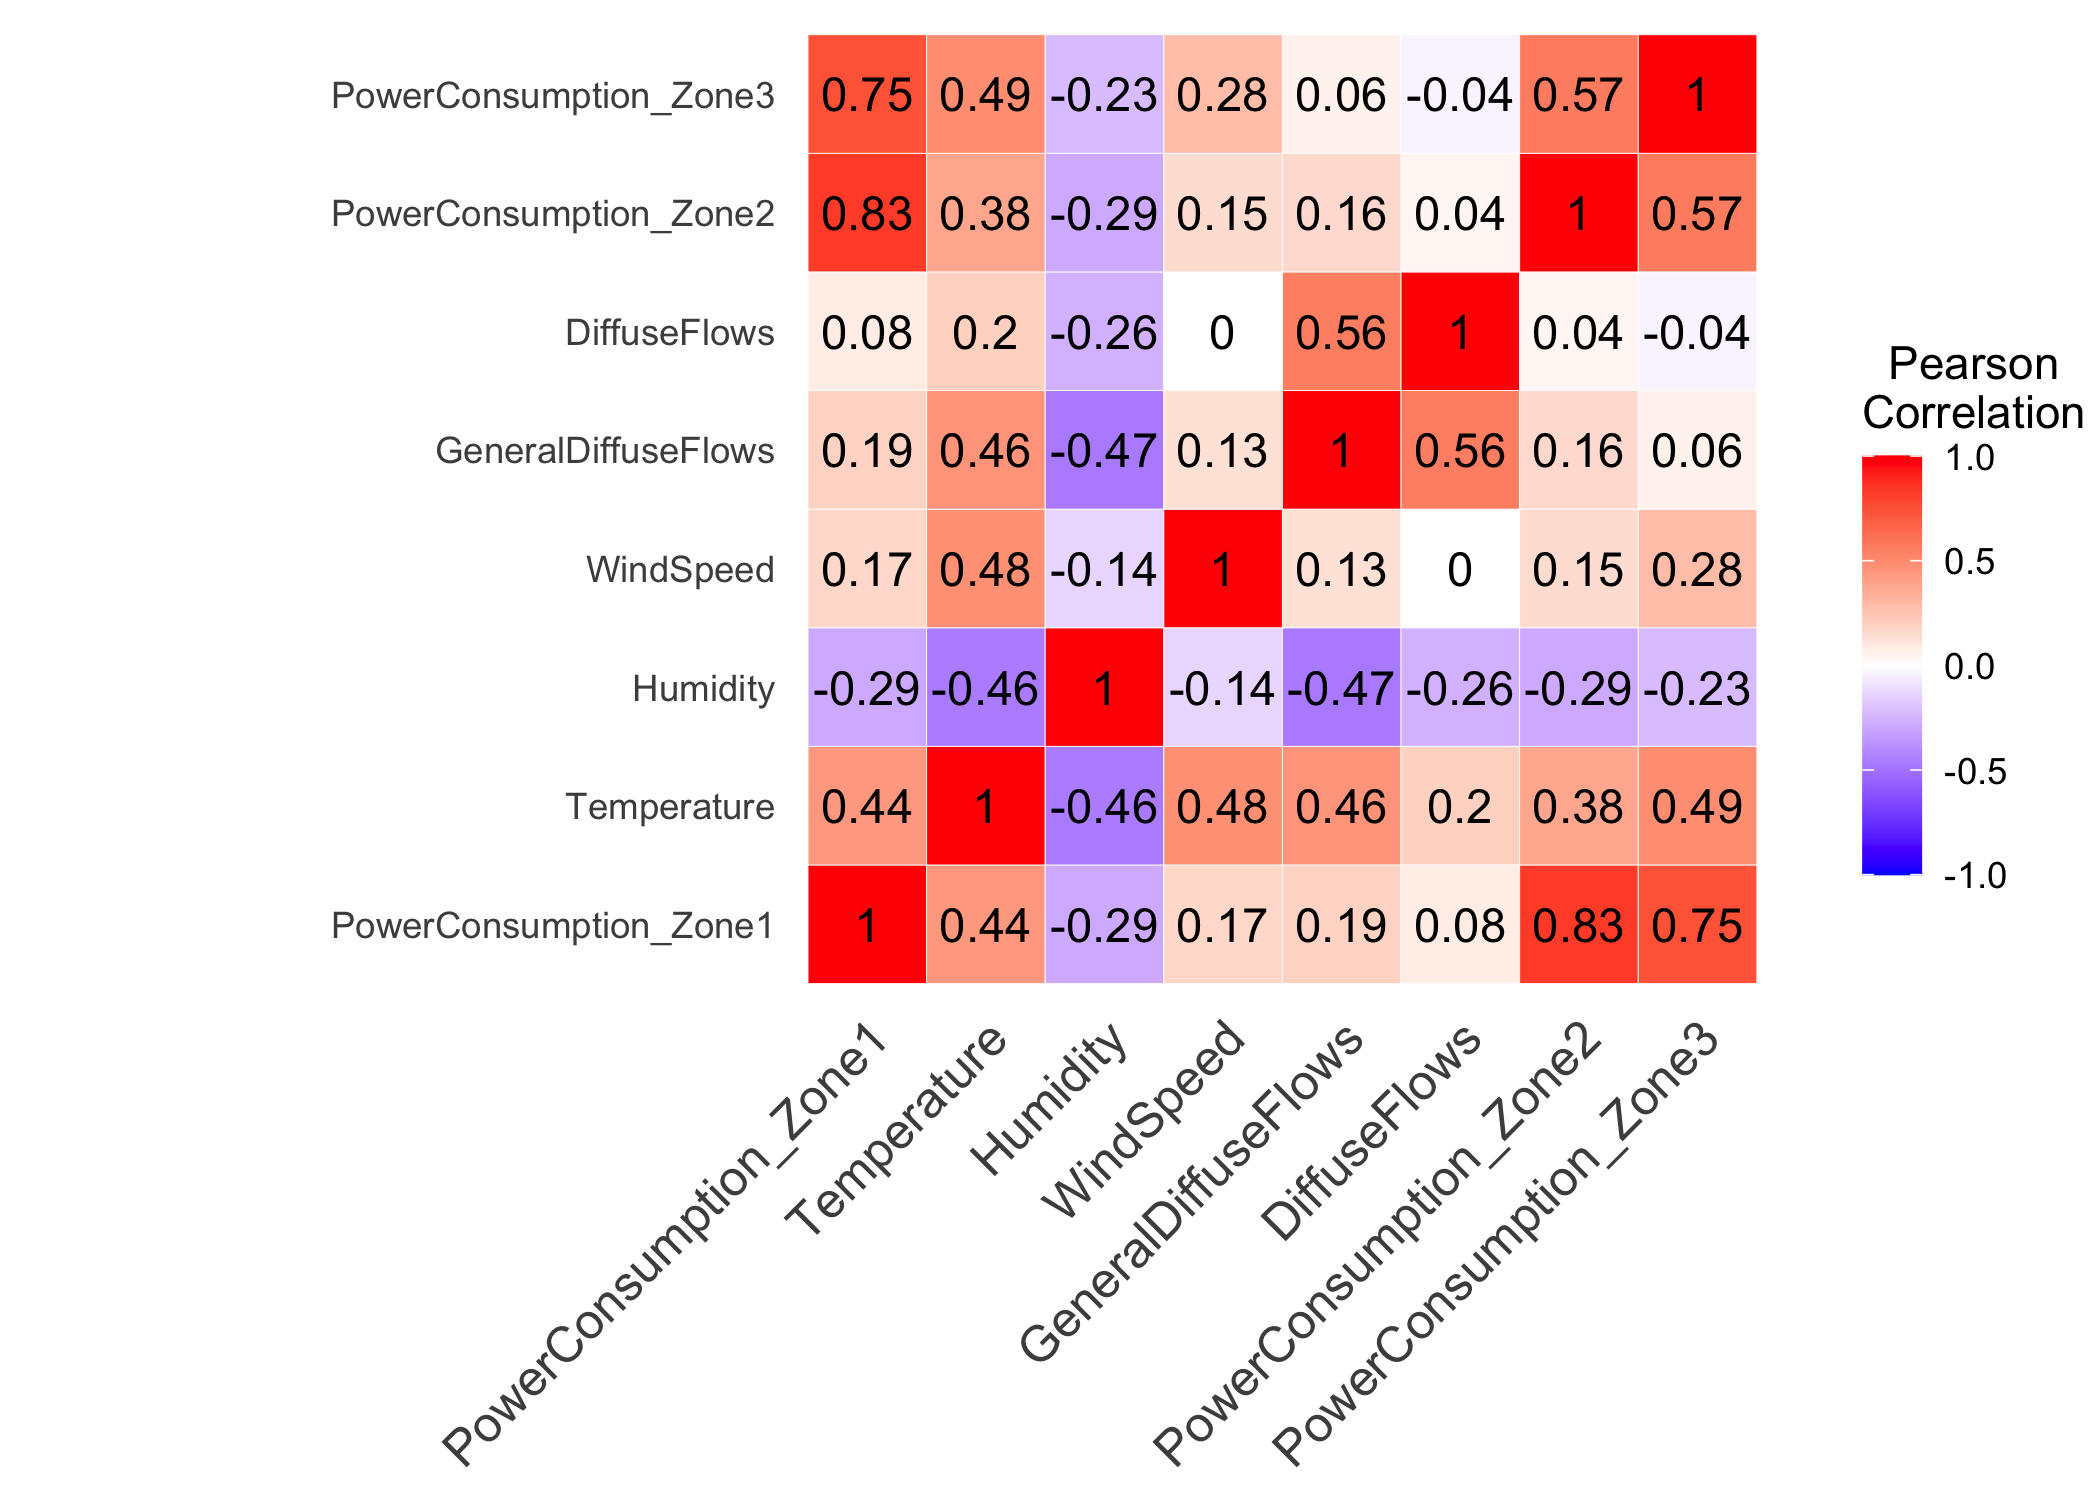 PowerConsumption_Zone3 0.75 0.49 -0.23 0.28 0.06 -0.04 0.57 1
PowerConsumption_Zone2 0.83 0.38 -0.29 0.15 0.16 0.04 1 0.57
DiffuseFlows 0.08 0.2 -0.26 0 0.56 1 0.04 -0.04
GeneralDiffuseFlows 0.19 0.46 -0.47 0.13 1 0.56 0.16 0.06
WindSpeed 0.17 0.48 -0.14 1 0.13 0 0.15 0.28
Humidity -0.29 -0.46 1 -0.14 -0.47 -0.26 -0.29 -0.23
Temperature 0.44 1 -0.46 0.48 0.46 0.2 0.38 0.49
PowerConsumption_Zone1 1 0.44 -0.29 0.17 0.19 0.08 0.83 0.75
PowerConsumption_Zone1
Temperature
Humidity
WindSpeed
GeneralDiffuseFlows
DiffuseFlows
PowerConsumption_Zone2
PowerConsumption_Zone3
Pearson
Correlation
1.0
0.5
0.0
-0.5
-1.0